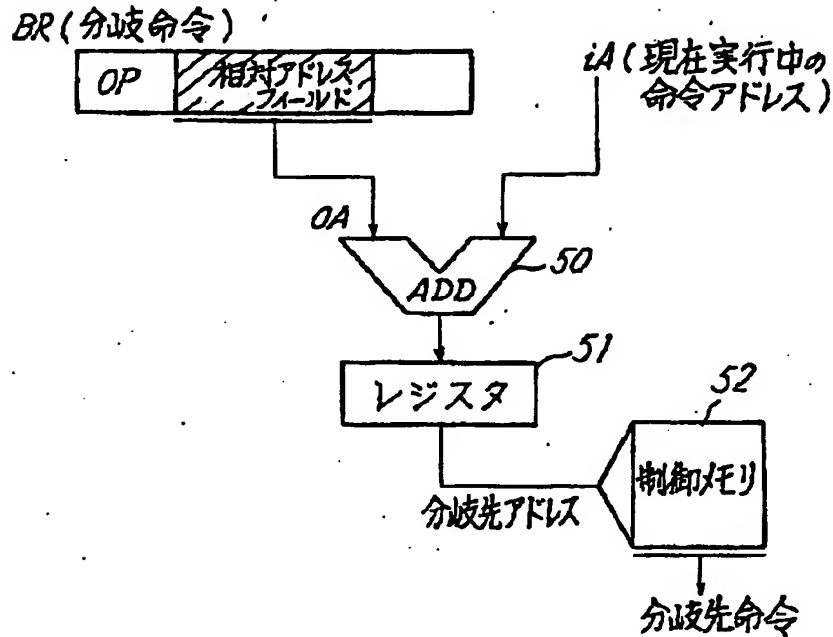 BR(分岐命令)
OP
相対アドレス
フィールド
iA(現在実行中の
命令アドレス)
OA
ADD
50
レジスタ
51
分岐先アドレス
制御メモリ
52
分岐先命令